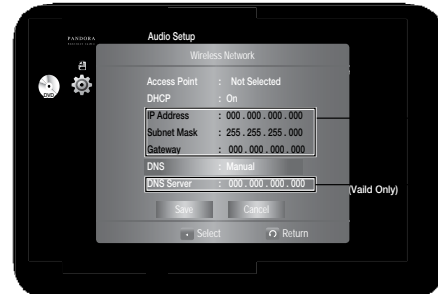 PANDORA
Audio Setup
Wireless Network
Access Point : Not Selected
DHCP : On
IP Address : 000 . 000 . 000 . 000
Subnet Mask : 255 . 255 . 255 . 000
Gateway : 000 . 000 . 000 . 000
DNS : Manual
DNS Server : 000 . 000 . 000 . 000
(Vaild Only)
Save Cancel
Select Return
DVD